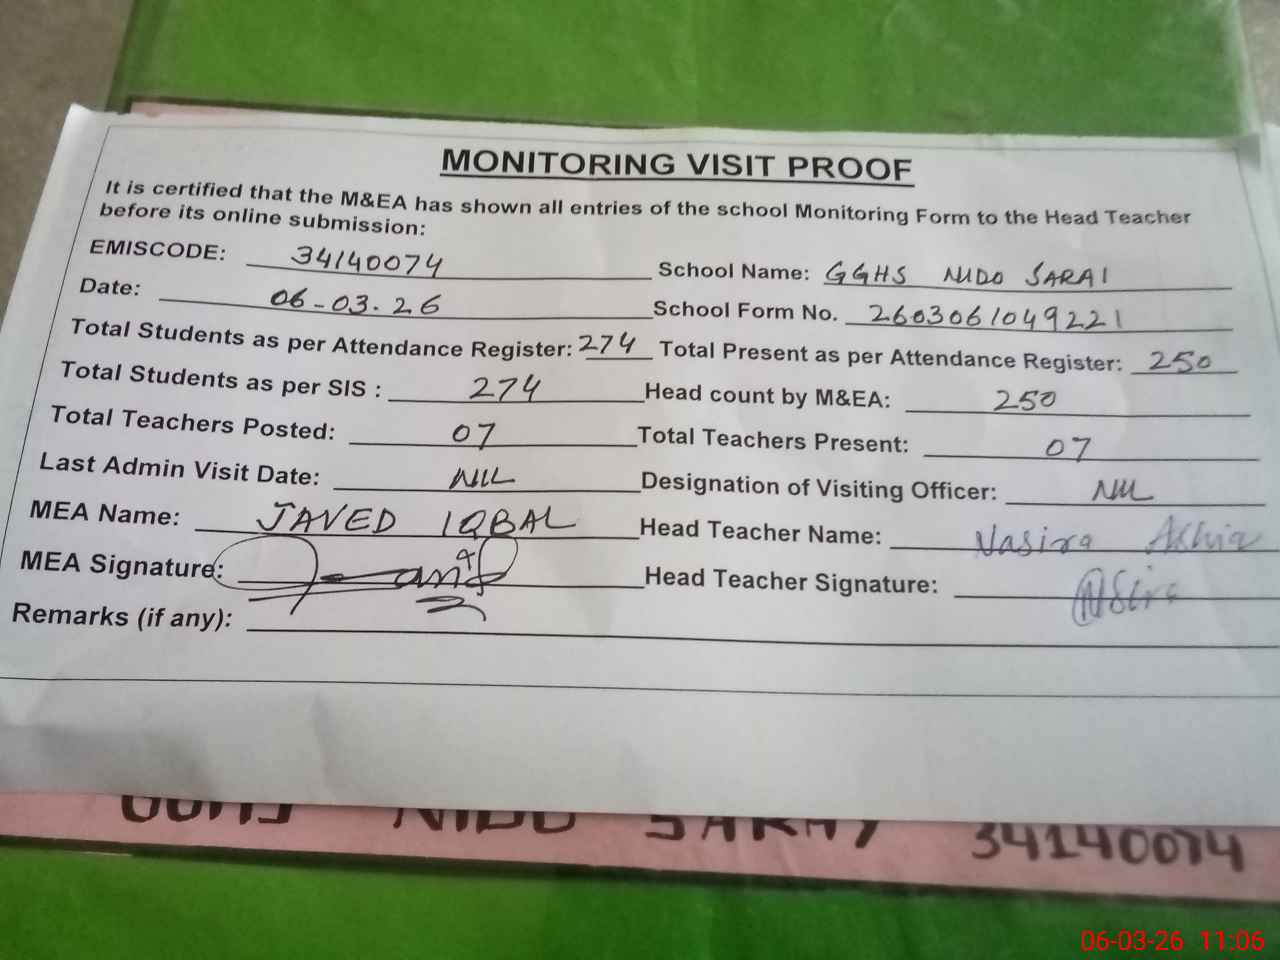 MONITORING VISIT PROOF
It is certified that the M&EA has shown all entries of the school Monitoring Form to the Head Teacher
before its online submission:
EMISCODE: 34140074 School Name: GGHS NIDO SARAI
Date: 06-03.26 School Form No. 2603061049221
Total Students as per Attendance Register: 274 Total Present as per Attendance Register: 250
Total Students as per SIS : 274 Head count by M&EA: 250
Total Teachers Posted: 07 Total Teachers Present: 07
Last Admin Visit Date: NIL Designation of Visiting Officer: NIL
MEA Name: JAVED IQBAL Head Teacher Name: Nasira
MEA Signature: Head Teacher Signature:
Remarks (if any):
NIDO SARAY 34140074
06-03-26 11:06